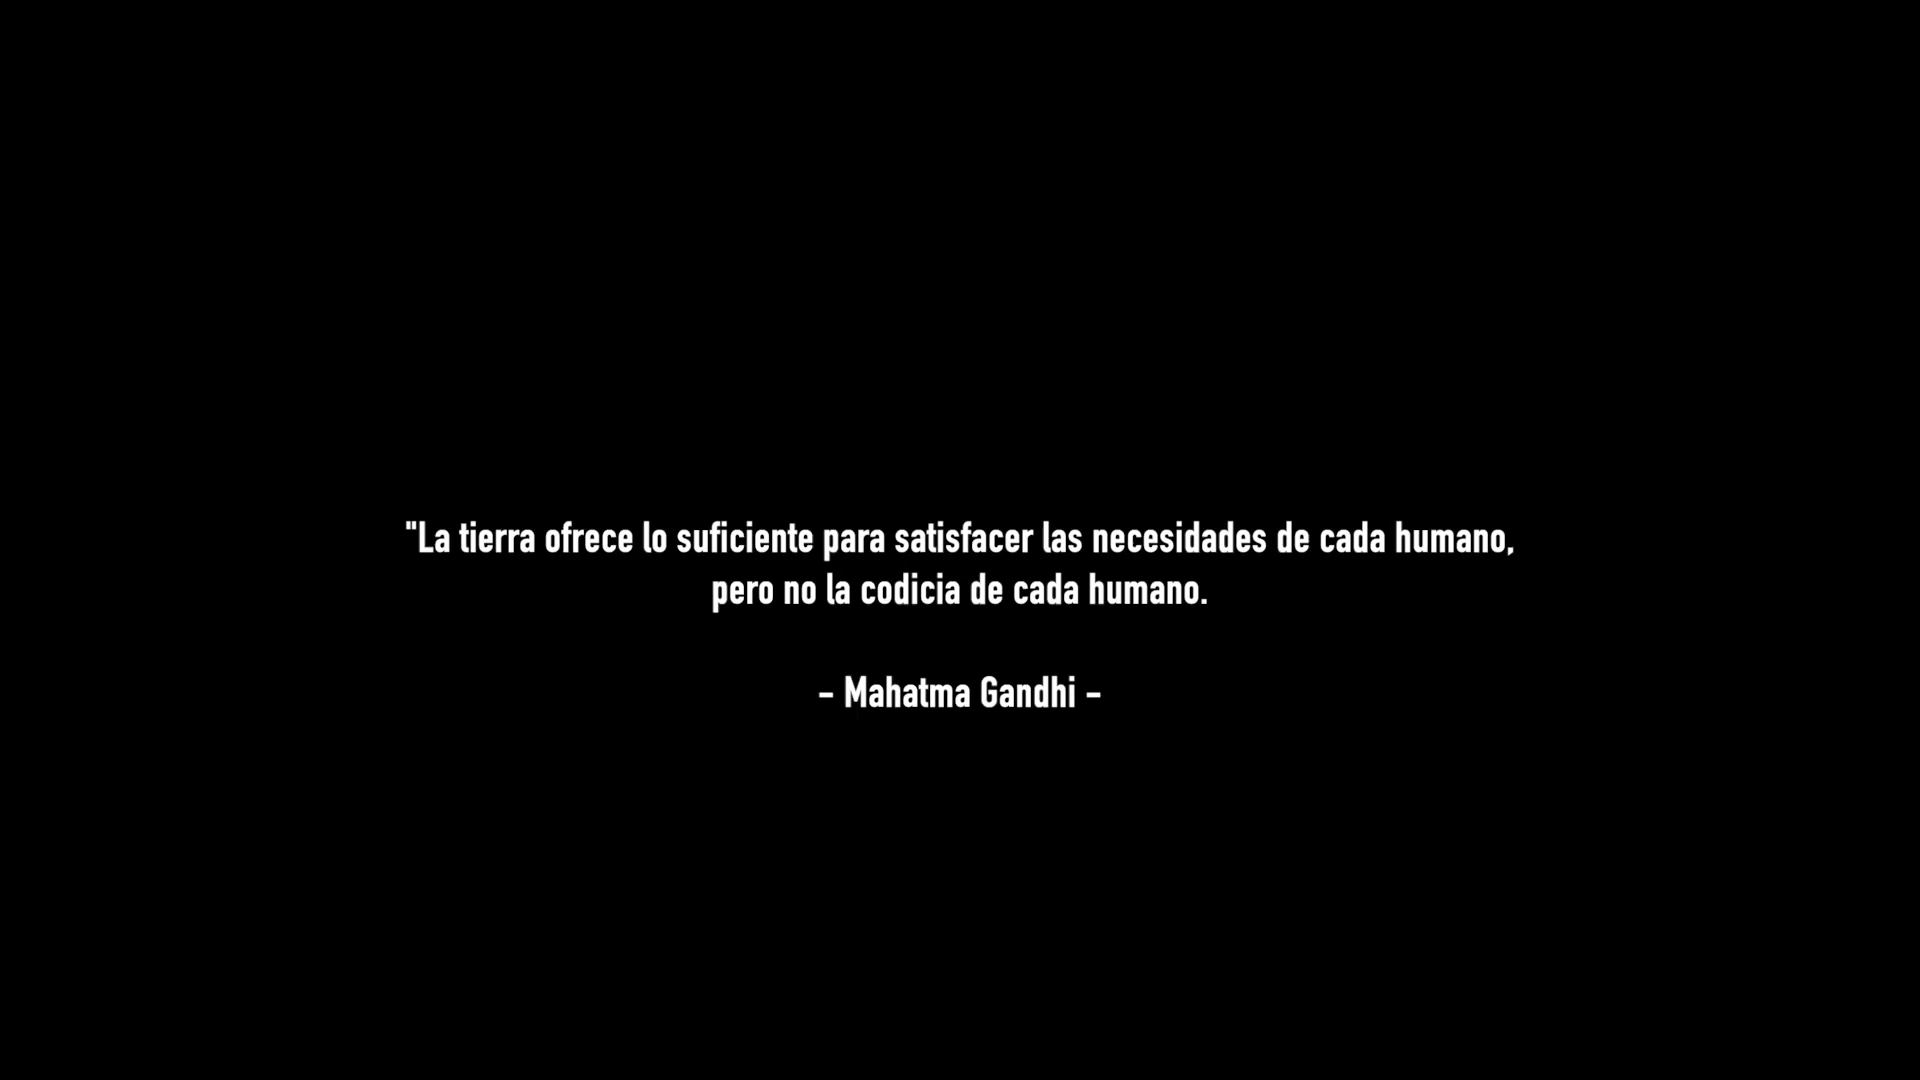 "La tierra ofrece lo suficiente para satisfacer las necesidades de cada humano,
pero no la codicia de cada humano.
- Mahatma Gandhi -